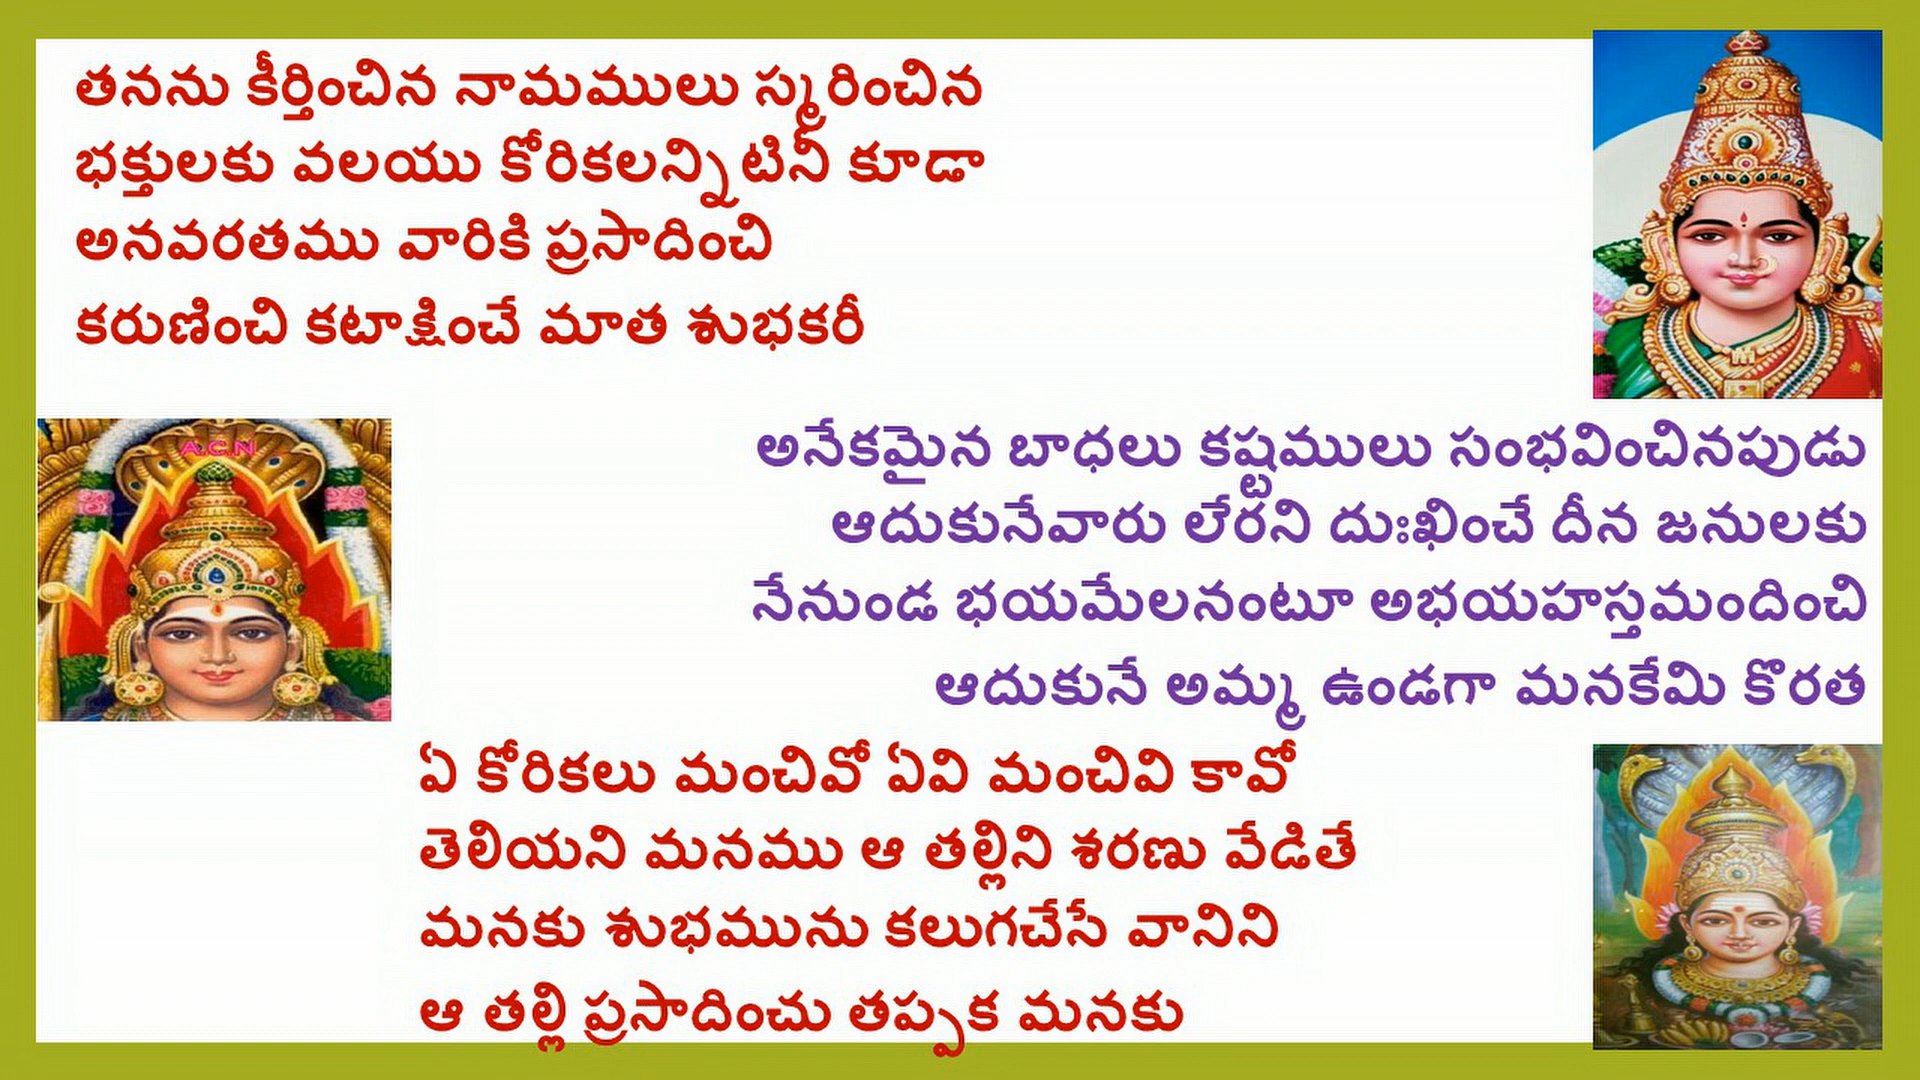 తనను కీర్తించిన నామములు స్మరించిన
భక్తులకు వలయు కోరికలన్నిటినీ కూడా
అనవరతము వారికి ప్రసాదించి
కరుణించి కటాక్షించే మాత శుభకరీ
A.C.N
అనేకమైన బాధలు కష్టములు సంభవించినపుడు
ఆదుకునేవారు లేరని దుఃఖించే దీన జనులకు
నేనుండ భయమేలనంటూ అభయహస్తమందించి
ఆదుకునే అమ్మ ఉండగా మనకేమి కొరత
ఏ కోరికలు మంచివో ఏవి మంచివి కావో
తెలియని మనము ఆ తల్లిని శరణు వేడితే
మనకు శుభమును కలుగచేసే వానిని
ఆ తల్లి ప్రసాదించు తప్పక మనకు